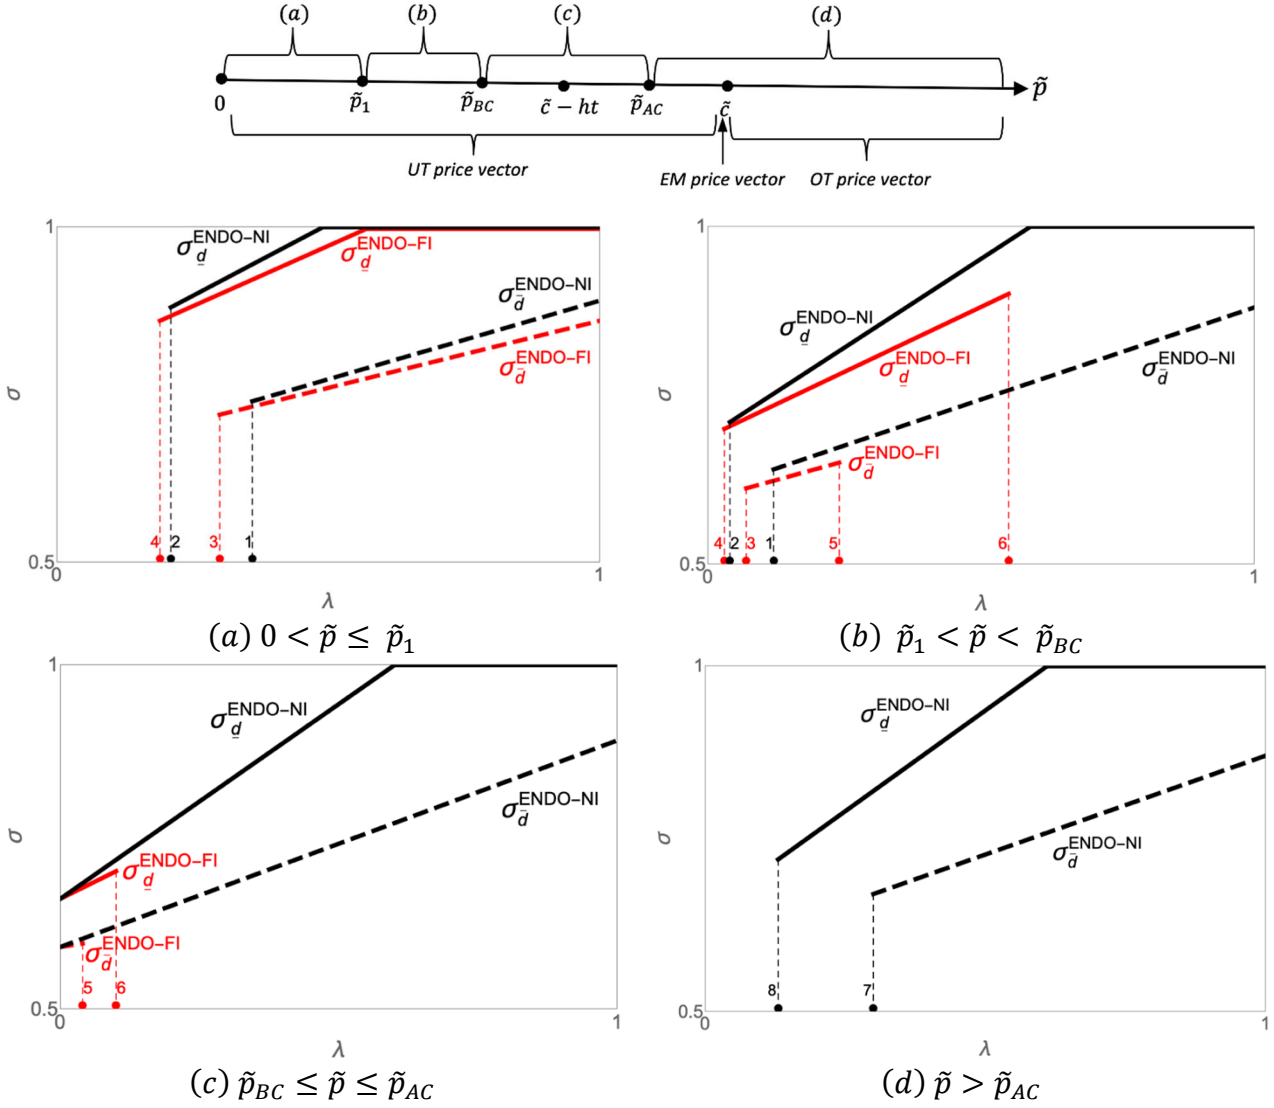 (a) (b) (c) (d)
0 p̃₁ p̃_BC c̃ − ht p̃_AC c̃ p̃
UT price vector EM price vector OT price vector
1
σ_d̲^ENDO−NI
σ_d̲^ENDO−FI
σ_d̄^ENDO−NI
σ_d̄^ENDO−FI
σ
4 2 3 1
0.5
0 1
λ
(a) 0 < p̃ ≤ p̃₁
1
σ_d̲^ENDO−NI
σ_d̲^ENDO−FI
σ_d̄^ENDO−NI
σ_d̄^ENDO−FI
σ
4 2 3 1 5 6
0.5
0 1
λ
(b) p̃₁ < p̃ < p̃_BC
1
σ_d̲^ENDO−NI
σ_d̄^ENDO−NI
σ_d̲^ENDO−FI
σ_d̄^ENDO−FI
σ
5 6
0.5
0 1
λ
(c) p̃_BC ≤ p̃ ≤ p̃_AC
1
σ_d̲^ENDO−NI
σ_d̄^ENDO−NI
σ
8 7
0.5
0 1
λ
(d) p̃ > p̃_AC